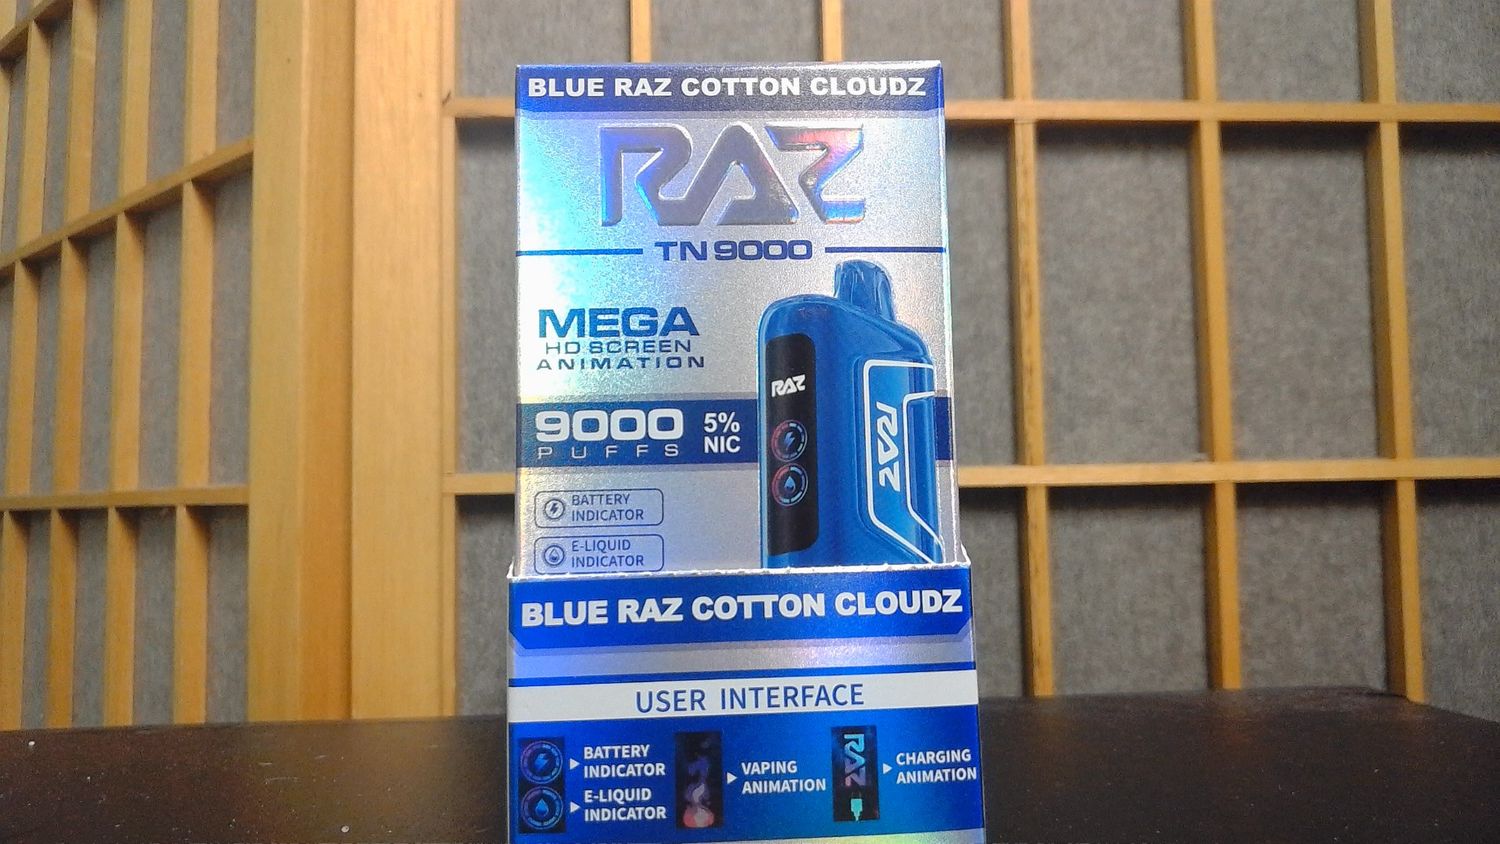 BLUE RAZ COTTON CLOUDZ
RAZ
TN 9000
MEGA
HD SCREEN
ANIMATION
9000
PUFFS
5%
NIC
RAZ
RAZ
BATTERY
INDICATOR
E-LIQUID
INDICATOR
BLUE RAZ COTTON CLOUDZ
USER INTERFACE
BATTERY
INDICATOR
E-LIQUID
INDICATOR
VAPING
ANIMATION
RAZ
CHARGING
ANIMATION